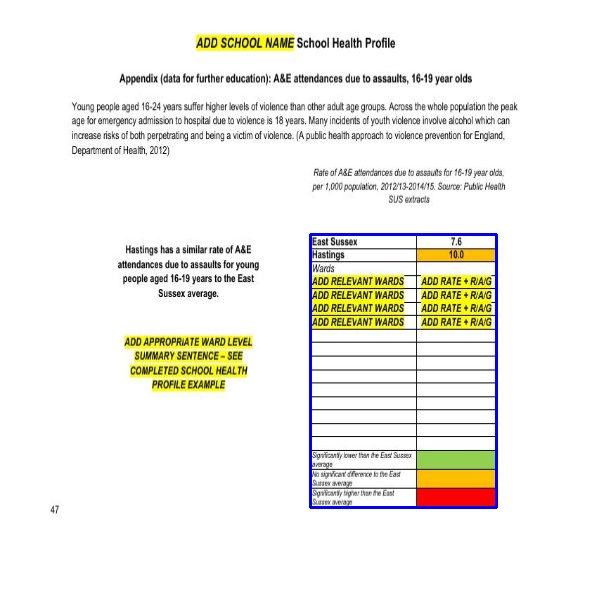 ADD SCHOOL NAME School Health Profile
Appendix (data for further education): A&E attendances due to assaults, 16-19 year olds
Young people aged 16-24 years suffer higher levels of violence than other adult age groups. Across the whole population the peak
age for emergency admission to hospital due to violence is 18 years. Many incidents of youth violence involve alcohol which can
increase risks of both perpetrating and being a victim of violence. (A public health approach to violence prevention for England,
Department of Health, 2012)
Rate of A&E attendances due to assaults for 16-19 year olds,
per 1,000 population, 2012/13-2014/15. Source: Public Health
SUS extracts
Hastings has a similar rate of A&E
attendances due to assaults for young
people aged 16-19 years to the East
Sussex average.
ADD APPROPRIATE WARD LEVEL
SUMMARY SENTENCE – SEE
COMPLETED SCHOOL HEALTH
PROFILE EXAMPLE
East Sussex 7.6
Hastings 10.0
Wards
ADD RELEVANT WARDS ADD RATE + R/A/G
ADD RELEVANT WARDS ADD RATE + R/A/G
ADD RELEVANT WARDS ADD RATE + R/A/G
ADD RELEVANT WARDS ADD RATE + R/A/G
Significantly lower than the East Sussex
average
No significant difference to the East
Sussex average
Significantly higher than the East
Sussex average
47